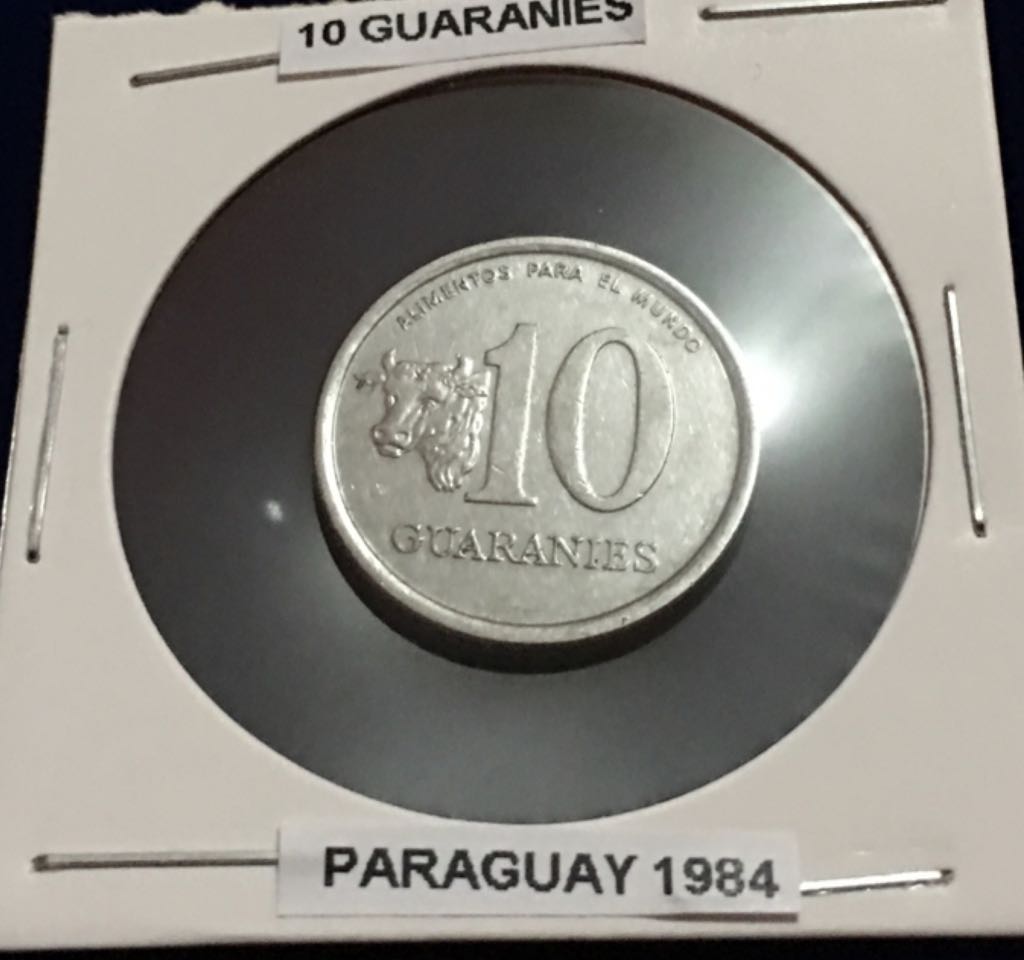 10 GUARANIES
ALIMENTOS PARA EL MUNDO
10
GUARANIES
PARAGUAY 1984